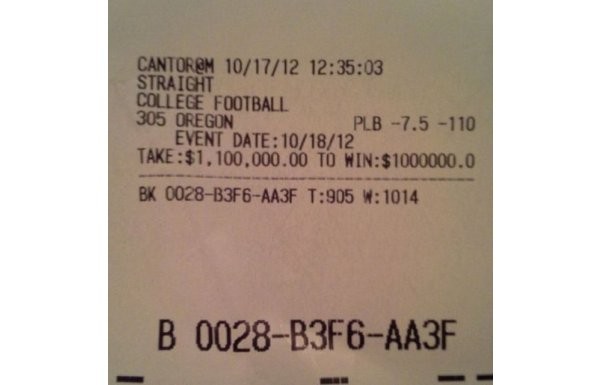 CANTOR@M 10/17/12 12:35:03
STRAIGHT
COLLEGE FOOTBALL
305 OREGON PLB -7.5 -110
EVENT DATE:10/18/12
TAKE:$1,100,000.00 TO WIN:$1000000.0
BK 0028-B3F6-AA3F T:905 W:1014
B 0028-B3F6-AA3F